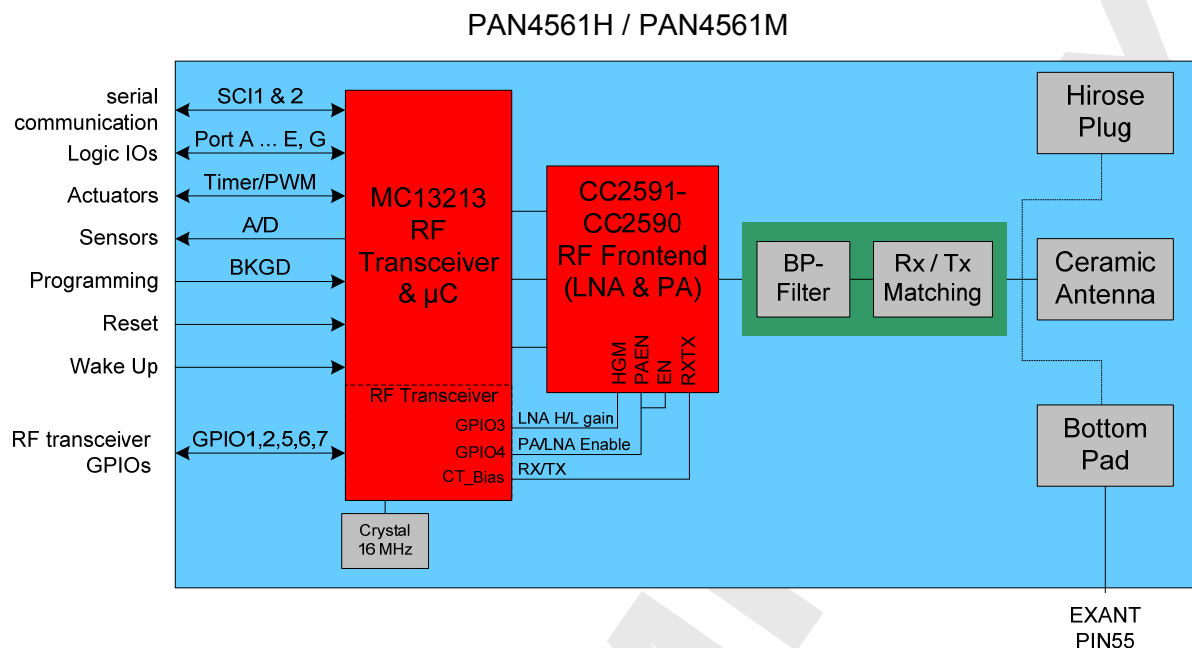 PAN4561H / PAN4561M
serial
communication
SCI1 & 2
Logic IOs
Port A ... E, G
Actuators
Timer/PWM
Sensors
A/D
Programming
BKGD
Reset
Wake Up
RF transceiver
GPIOs
GPIO1,2,5,6,7
MC13213
RF
Transceiver
& µC
RF Transceiver
GPIO3
GPIO4
CT_Bias
LNA H/L gain
PA/LNA Enable
RX/TX
Crystal
16 MHz
CC2591-
CC2590
RF Frontend
(LNA & PA)
HGM
PAEN
EN
RXTX
BP-
Filter
Rx / Tx
Matching
Hirose
Plug
Ceramic
Antenna
Bottom
Pad
EXANT
PIN55